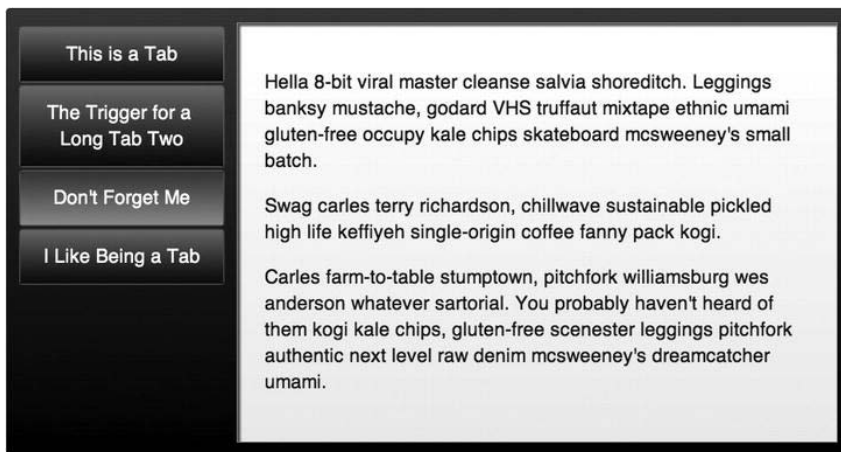 This is a Tab
The Trigger for a
Long Tab Two
Don't Forget Me
I Like Being a Tab
Hella 8-bit viral master cleanse salvia shoreditch. Leggings
banksy mustache, godard VHS truffaut mixtape ethnic umami
gluten-free occupy kale chips skateboard mcsweeney's small
batch.
Swag carles terry richardson, chillwave sustainable pickled
high life keffiyeh single-origin coffee fanny pack kogi.
Carles farm-to-table stumptown, pitchfork williamsburg wes
anderson whatever sartorial. You probably haven't heard of
them kogi kale chips, gluten-free scenester leggings pitchfork
authentic next level raw denim mcsweeney's dreamcatcher
umami.